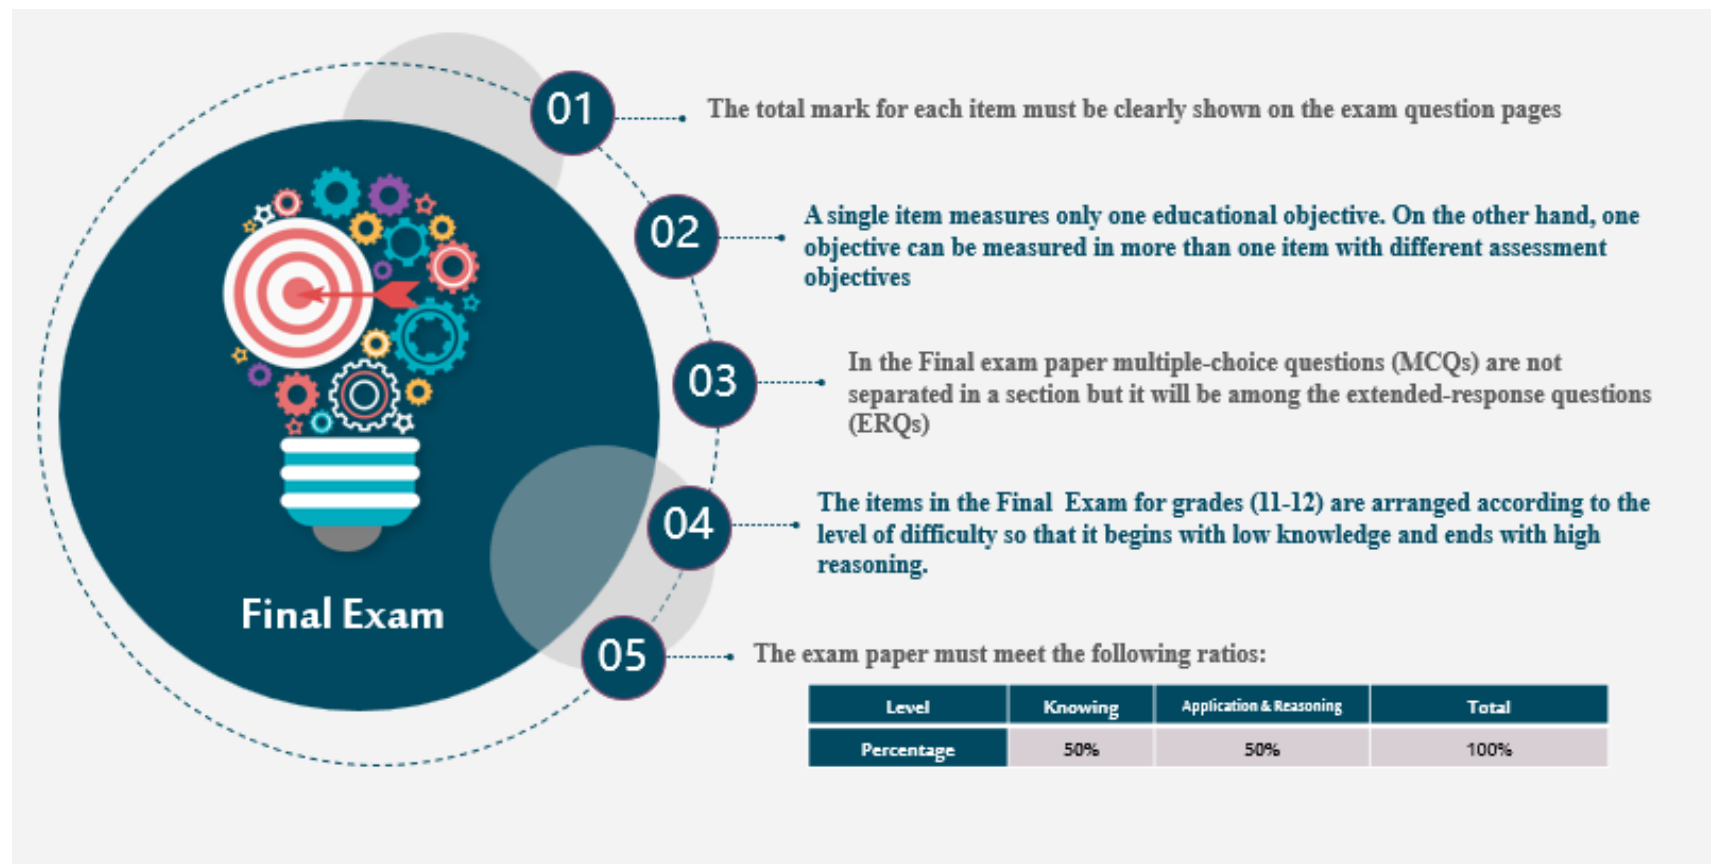 01
The total mark for each item must be clearly shown on the exam question pages
02
A single item measures only one educational objective. On the other hand, one
objective can be measured in more than one item with different assessment
objectives
03
In the Final exam paper multiple-choice questions (MCQs) are not
separated in a section but it will be among the extended-response questions
(ERQs)
04
The items in the Final  Exam for grades (11-12) are arranged according to the
level of difficulty so that it begins with low knowledge and ends with high
reasoning.
Final Exam
05
The exam paper must meet the following ratios:
Level Knowing Application & Reasoning Total
Percentage 50% 50% 100%